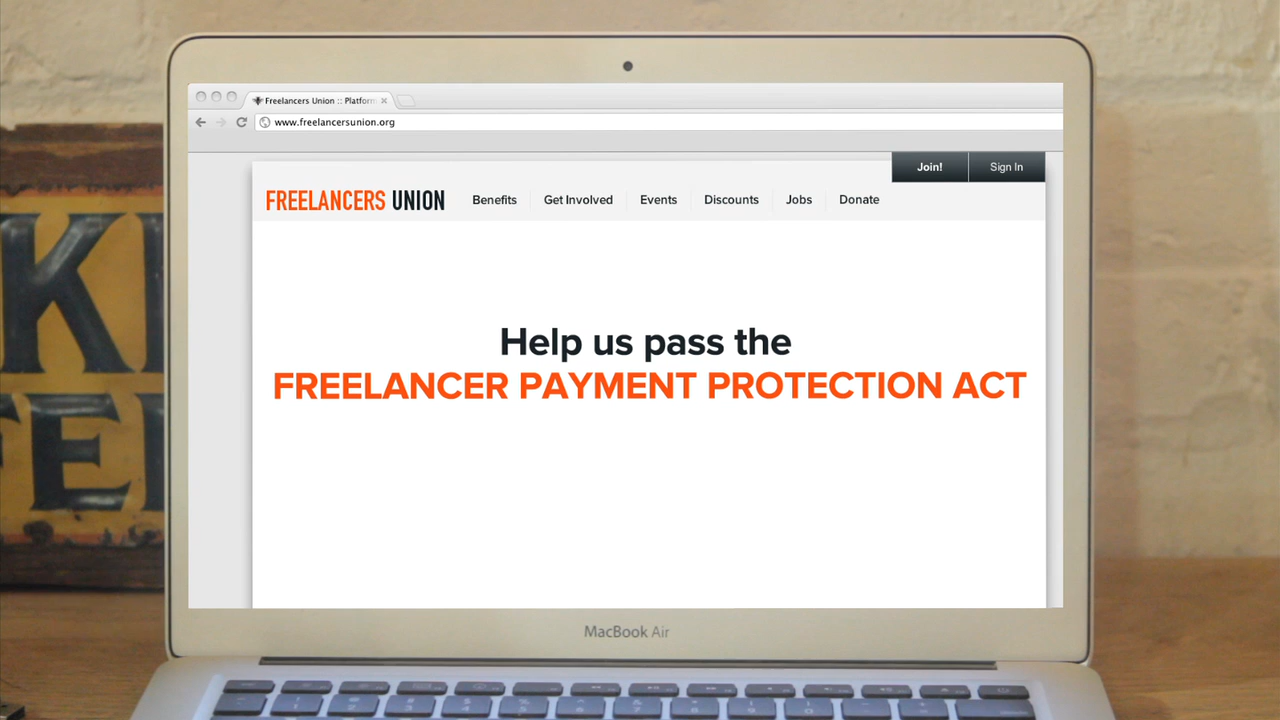 Freelancers Union :: Platform
www.freelancersunion.org
Join! Sign In
FREELANCERS UNION Benefits Get Involved Events Discounts Jobs Donate
Help us pass the
FREELANCER PAYMENT PROTECTION ACT
MacBook Air